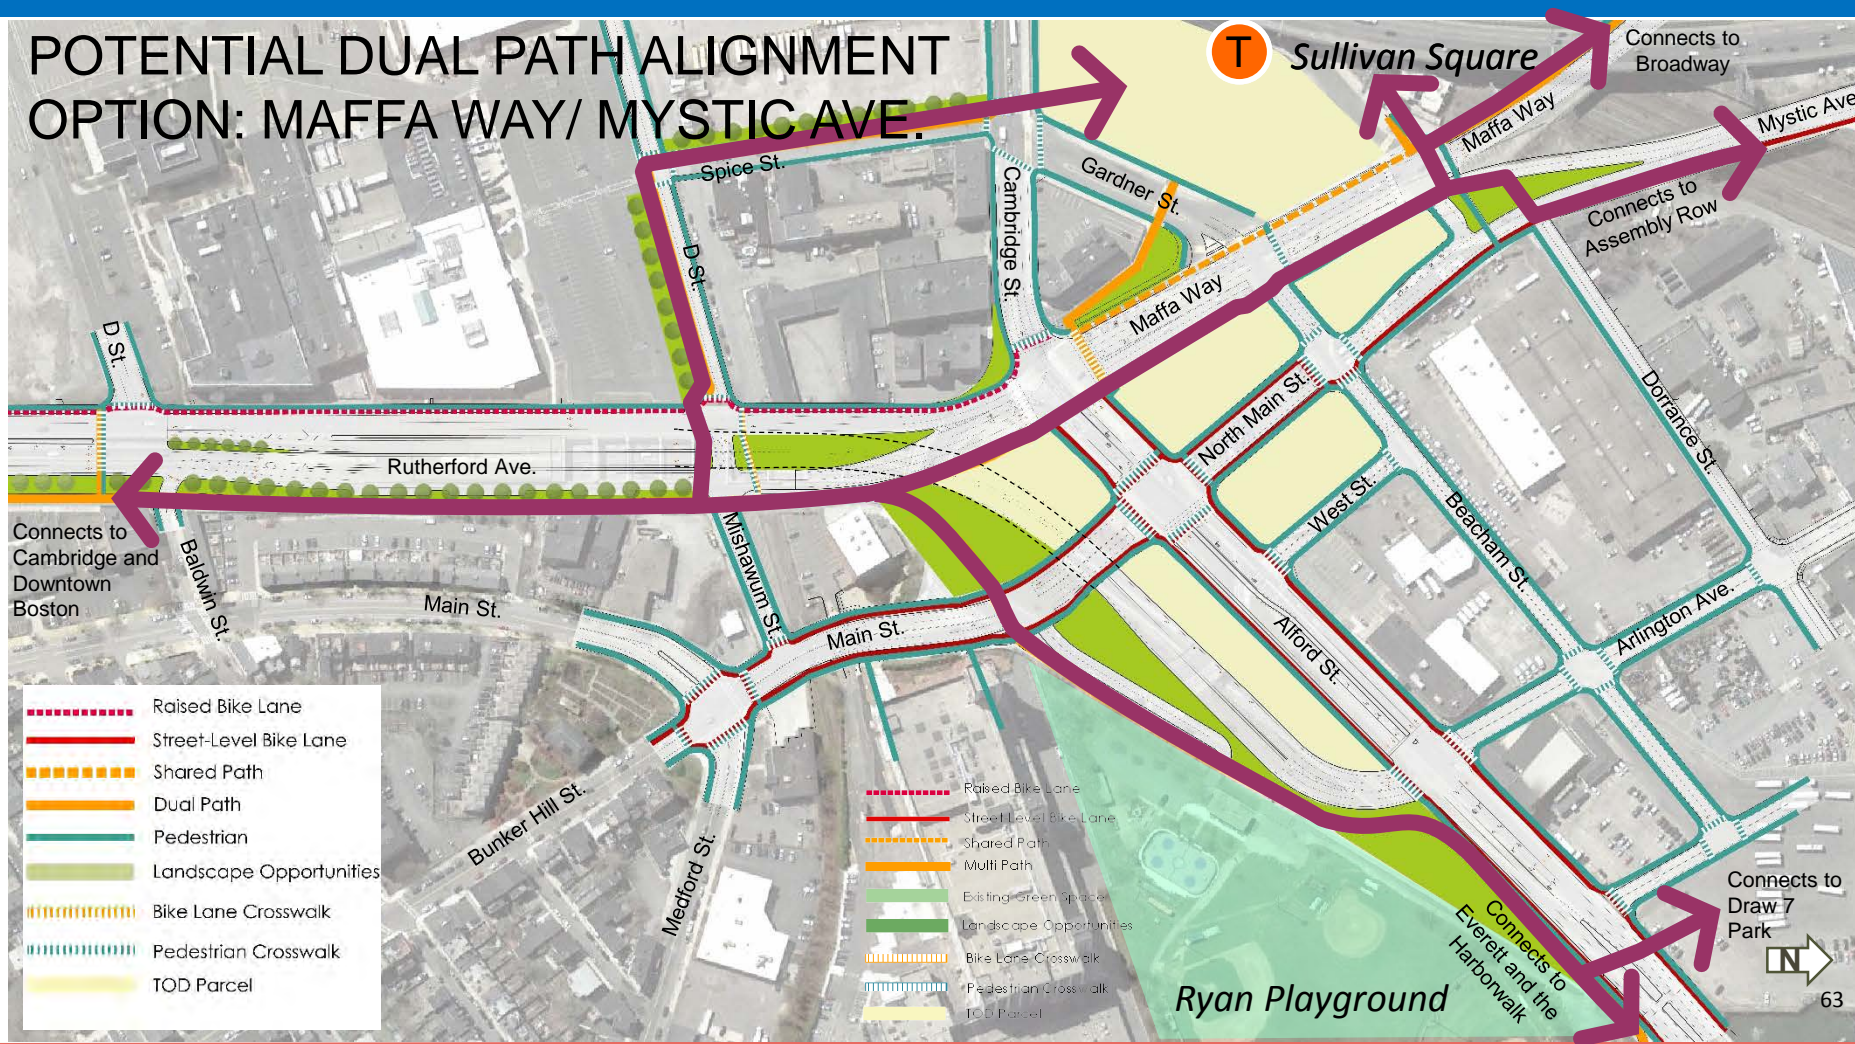 POTENTIAL DUAL PATH ALIGNMENT
OPTION: MAFFA WAY/ MYSTIC AVE.
T
Sullivan Square
Connects to
Broadway
Maffa Way
Mystic Ave
Connects to
Assembly Row
Spice St.
Gardner St.
Cambridge St.
D St.
Maffa Way
D St.
Rutherford Ave.
North Main St.
Dorrance St.
West St.
Beacham St.
Connects to
Cambridge and
Downtown
Boston
Baldwin St.
Main St.
Mishawum St.
Main St.
Alford St.
Arlington Ave.
Bunker Hill St.
Medford St.
Raised Bike Lane
Street-Level Bike Lane
Shared Path
Dual Path
Pedestrian
Landscape Opportunities
Bike Lane Crosswalk
Pedestrian Crosswalk
TOD Parcel
Raised Bike Lane
Street-Level Bike Lane
Shared Path
Multi Path
Existing Green Space
Landscape Opportunities
Bike Lane Crosswalk
Pedestrian Crosswalk
TOD Parcel
Ryan Playground
Connects to
Everett and the
Harborwalk
Connects to
Draw 7
Park
N
63